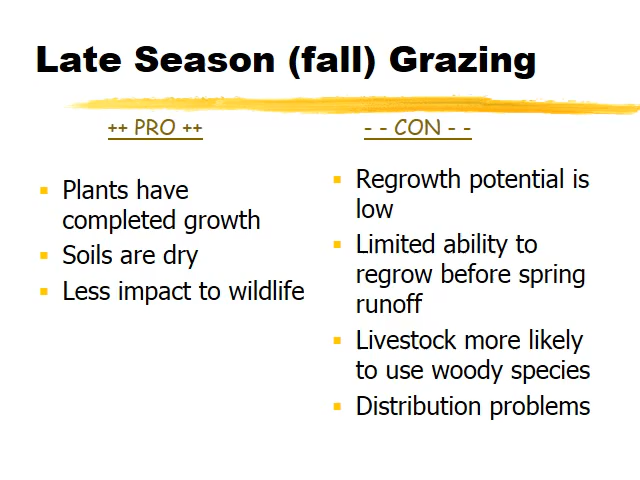 Late Season (fall) Grazing
++ PRO ++
Plants have
completed growth
Soils are dry
Less impact to wildlife
- - CON - -
Regrowth potential is
low
Limited ability to
regrow before spring
runoff
Livestock more likely
to use woody species
Distribution problems